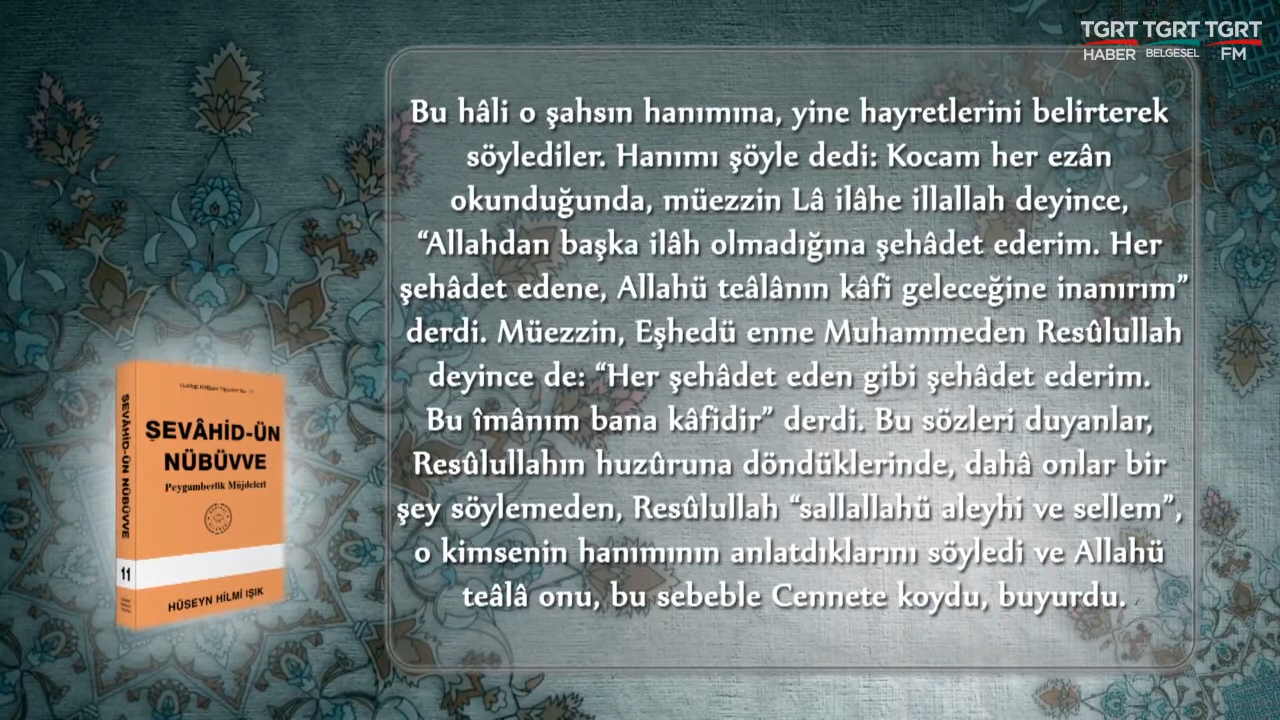 TGRT TGRT TGRT
HABER BELGESEL FM
Bu hâli o şahsın hanımına, yine hayretlerini belirterek
söylediler. Hanımı şöyle dedi: Kocam her ezân
okunduğunda, müezzin Lâ ilâhe illallah deyince,
“Allahdan başka ilâh olmadığına şehâdet ederim. Her
şehâdet edene, Allahü teâlânın kâfi geleceğine inanırım”
derdi. Müezzin, Eşhedü enne Muhammeden Resûlullah
deyince de: “Her şehâdet eden gibi şehâdet ederim.
Bu îmânım bana kâfidir” derdi. Bu sözleri duyanlar,
Resûlullahın huzûruna döndüklerinde, dahâ onlar bir
şey söylemeden, Resûlullah “sallallahü aleyhi ve sellem”,
o kimsenin hanımının anlatdıklarını söyledi ve Allahü
teâlâ onu, bu sebeble Cennete koydu, buyurdu.
ŞEVÂHİD-ÜN NÜBÜVVE
11
ŞEVÂHİD-ÜN
NÜBÜVVE
Peygamberlik Müjdeleri
HÜSEYN HİLMİ IŞIK